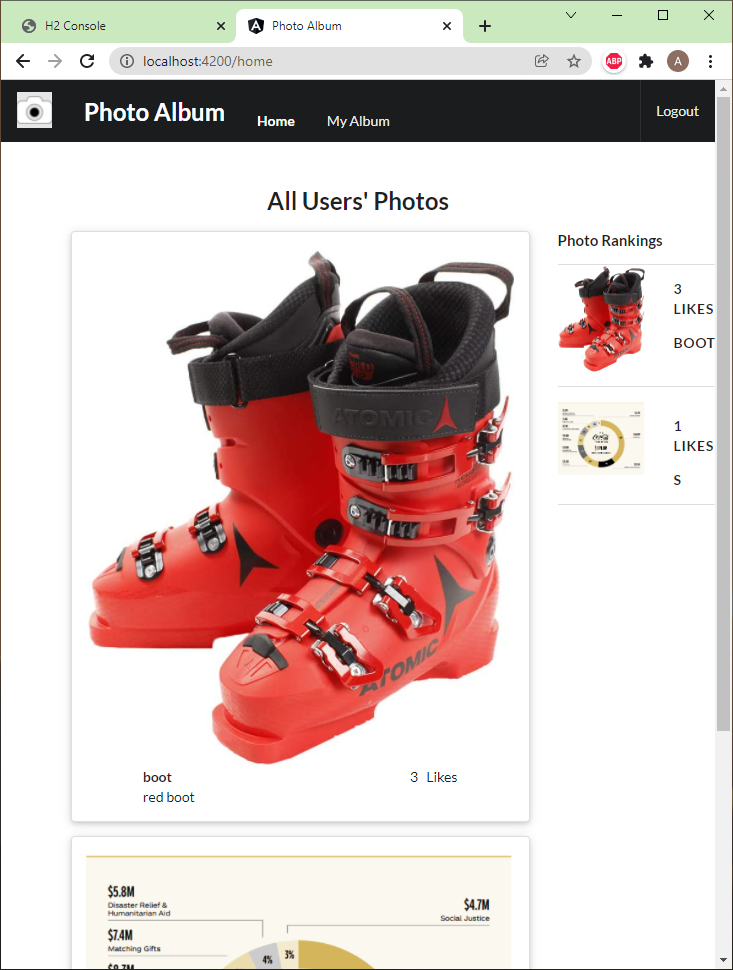 H2 Console
Photo Album
localhost:4200/home
ABP
A
Photo Album
Home
My Album
Logout
All Users' Photos
Photo Rankings
ATOMIC
ATOMIC
boot
3 Likes
red boot
3
LIKES
BOOT
1
LIKES
S
$5.8M
Disaster Relief &
Humanitarian Aid
$7.4M
Matching Gifts
4%
3%
$4.7M
Social Justice